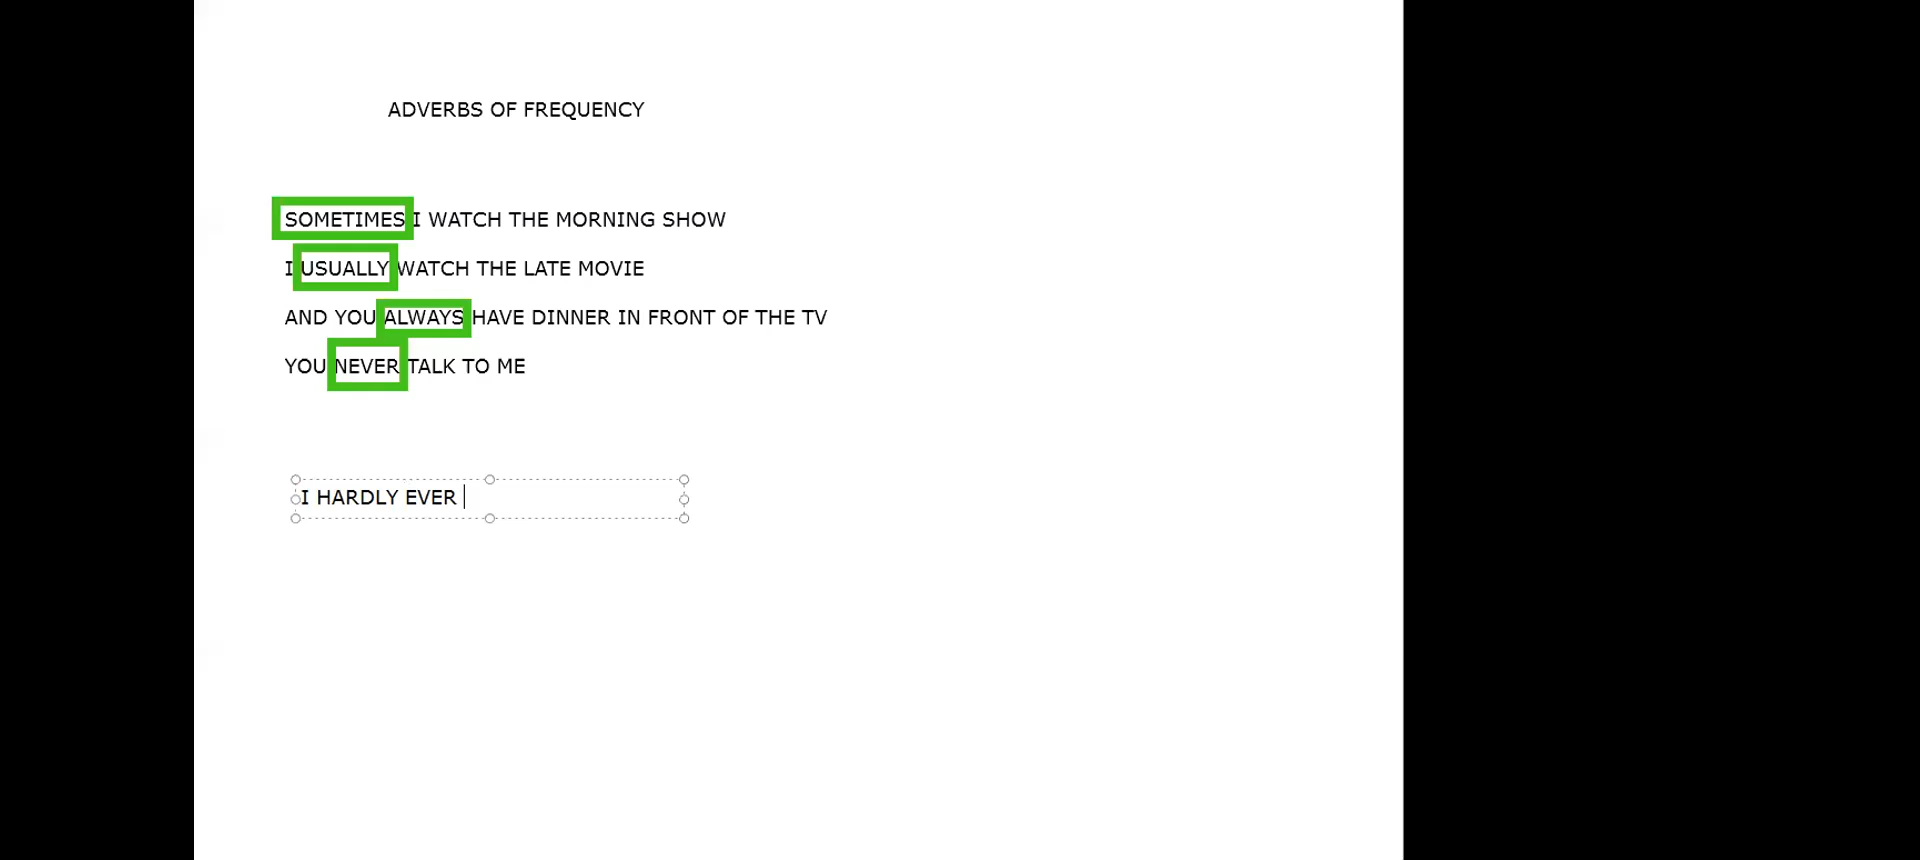 ADVERBS OF FREQUENCY
SOMETIMES I WATCH THE MORNING SHOW
I USUALLY WATCH THE LATE MOVIE
AND YOU ALWAYS HAVE DINNER IN FRONT OF THE TV
YOU NEVER TALK TO ME
I HARDLY EVER